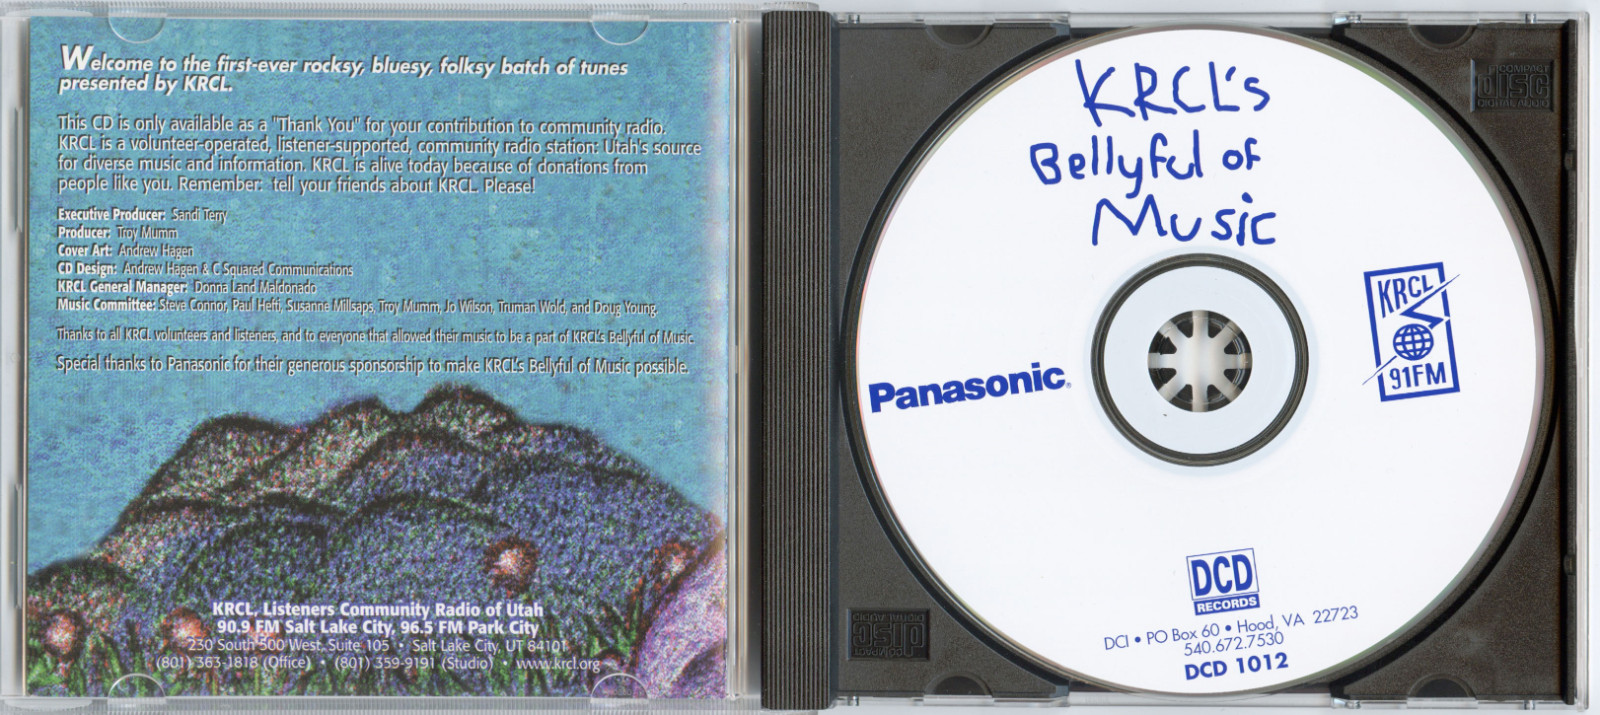 Welcome to the first-ever rocksy, bluesy, folksy batch of tunes
presented by KRCL.
This CD is only available as a "Thank You" for your contribution to community radio.
KRCL is a volunteer-operated, listener-supported, community radio station: Utah's source
for diverse music and information. KRCL is alive today because of donations from
people like you. Remember: tell your friends about KRCL. Please!
Executive Producer: Sandi Terry
Producer: Troy Mumm
Cover Art: Andrew Hagen
CD Design: Andrew Hagen & C Squared Communications
KRCL General Manager: Donna Land Maldonado
Music Committee: Steve Connor, Paul Heffi, Susanne Millsaps, Troy Mumm, Jo Wilson, Truman Wold, and Doug Young.
Thanks to all KRCL volunteers and listeners, and to everyone that allowed their music to be a part of KRCL's Bellyful of Music.
Special thanks to Panasonic for their generous sponsorship to make KRCL's Bellyful of Music possible.
KRCL, Listeners Community Radio of Utah
90.9 FM Salt Lake City, 96.5 FM Park City
230 South 500 West, Suite 105 • Salt Lake City, UT 84101
(801) 363-1818 (Office) • (801) 359-9191 (Studio) • www.krcl.org
KRCL's
Bellyful of
Music
KRCL
91FM
Panasonic®
DCD
RECORDS
DCI • PO Box 60 • Hood, VA 22723
540.672.7530
DCD 1012
COMPACT
disc
DIGITAL AUDIO
COMPACT
disc
DIGITAL AUDIO